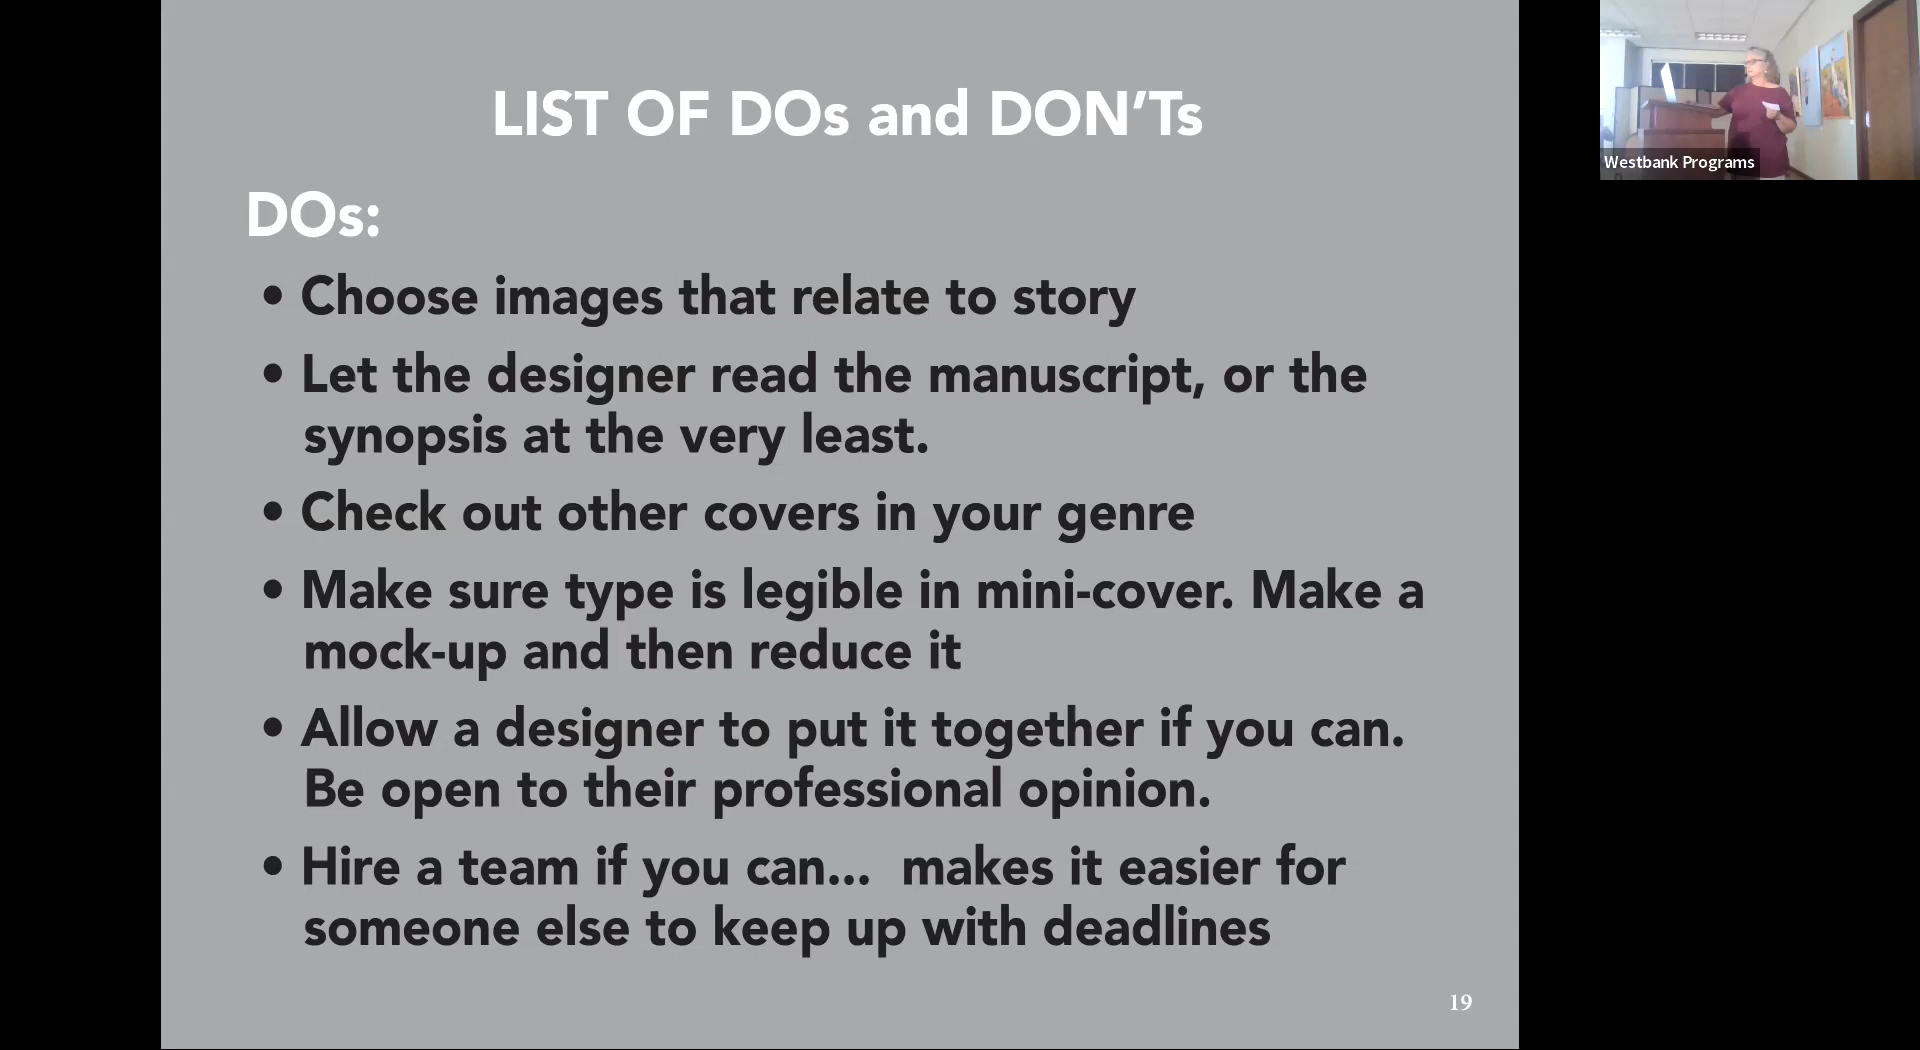 LIST OF DOs and DON’Ts
DOs:
• Choose images that relate to story
• Let the designer read the manuscript, or the
synopsis at the very least.
• Check out other covers in your genre
• Make sure type is legible in mini-cover. Make a
mock-up and then reduce it
• Allow a designer to put it together if you can.
Be open to their professional opinion.
• Hire a team if you can...  makes it easier for
someone else to keep up with deadlines
19
Westbank Programs